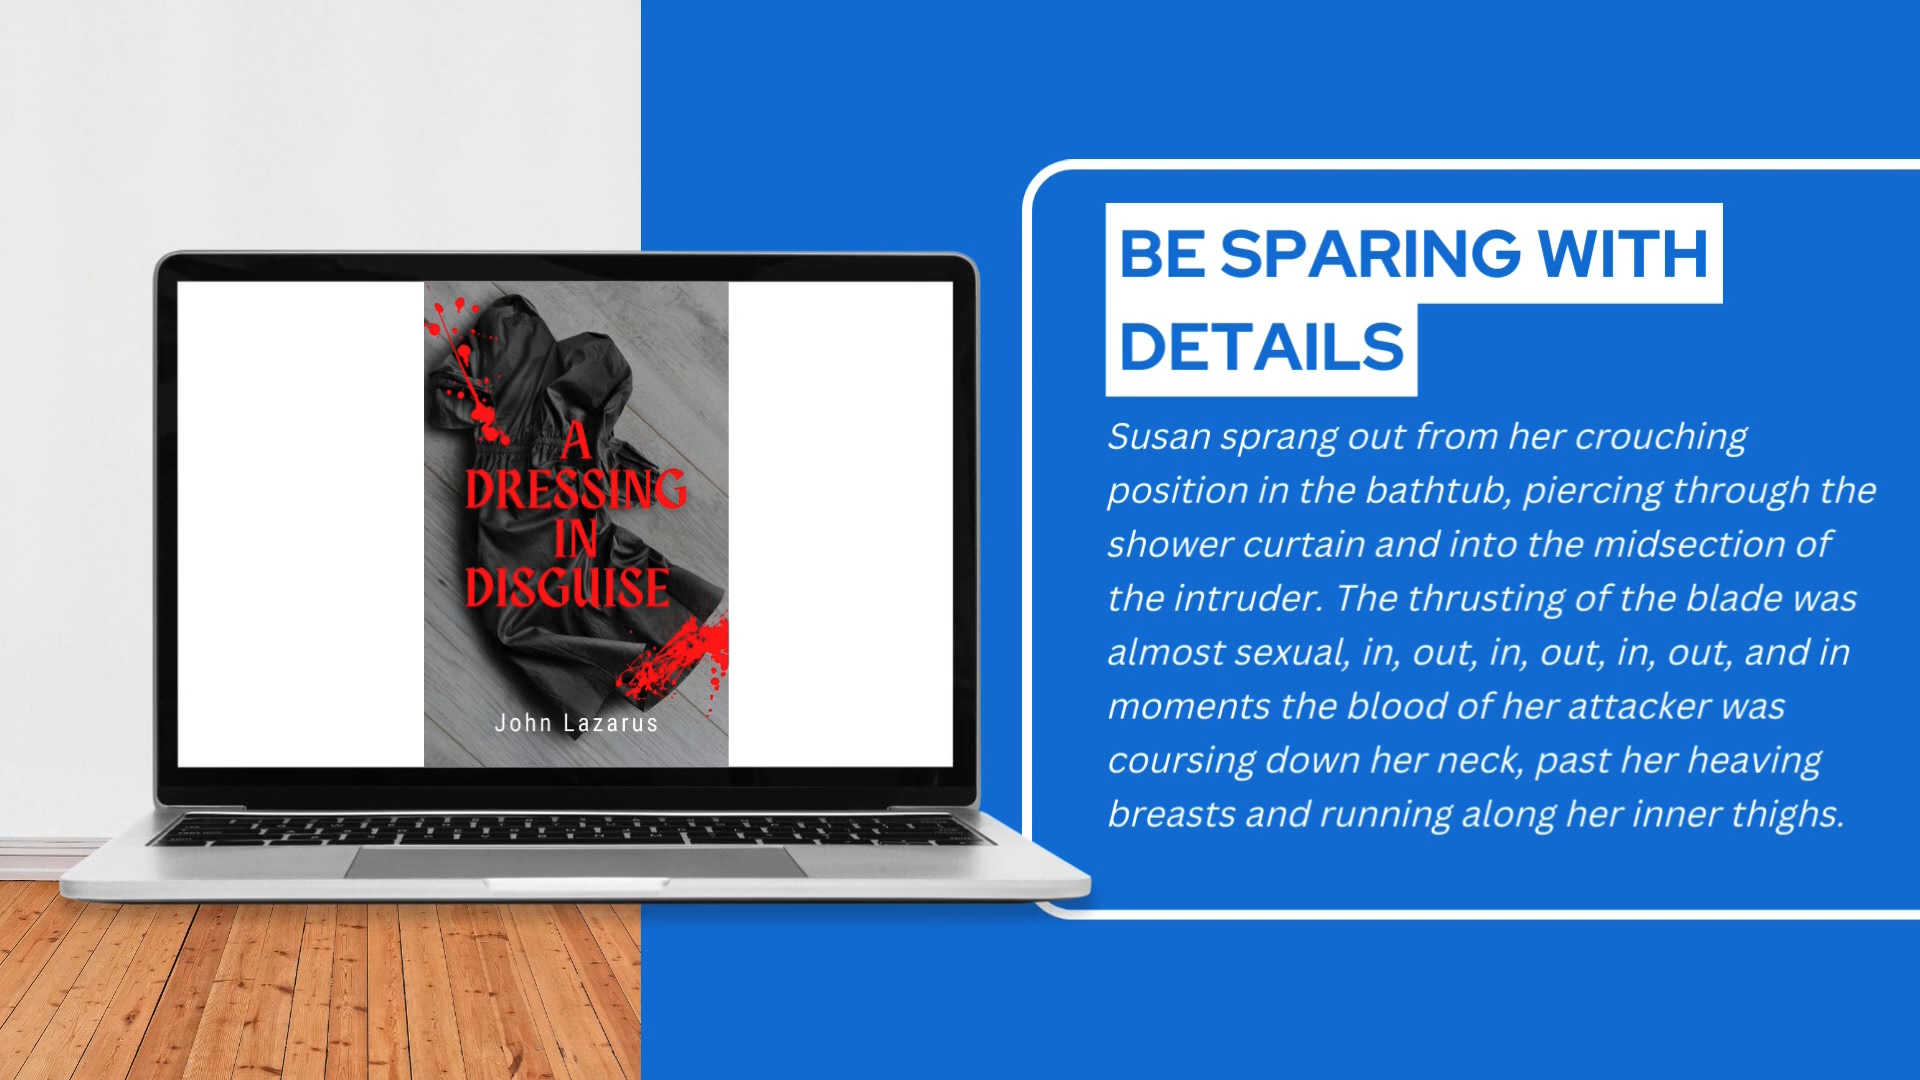 A
DRESSING
IN
DISGUISE
John Lazarus
BE SPARING WITH
DETAILS
Susan sprang out from her crouching
position in the bathtub, piercing through the
shower curtain and into the midsection of
the intruder. The thrusting of the blade was
almost sexual, in, out, in, out, in, out, and in
moments the blood of her attacker was
coursing down her neck, past her heaving
breasts and running along her inner thighs.